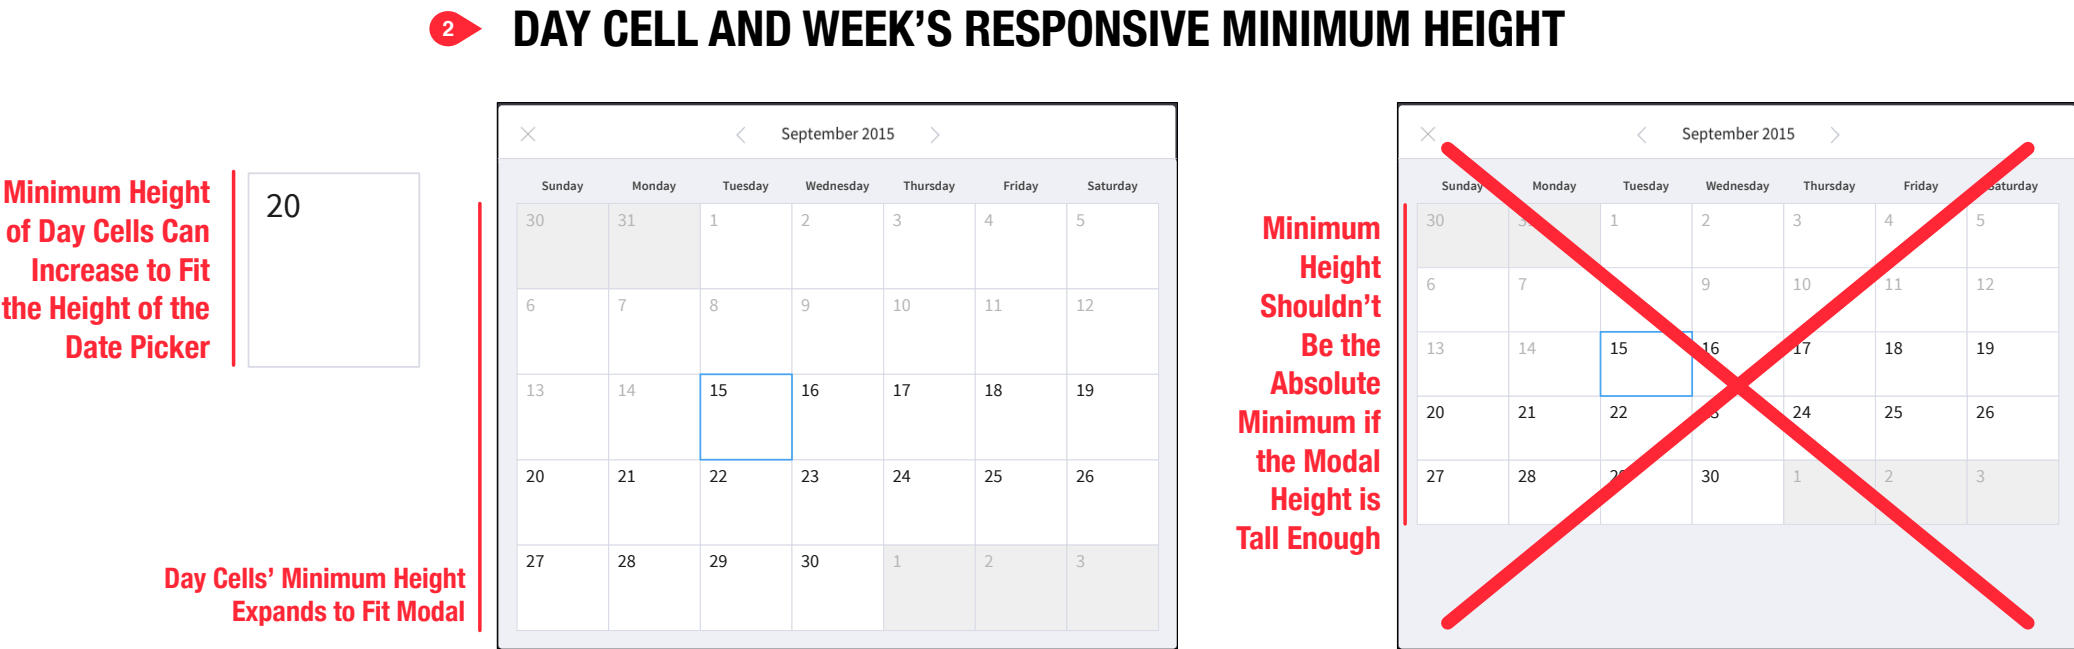 2 DAY CELL AND WEEK’S RESPONSIVE MINIMUM HEIGHT
Minimum Height
of Day Cells Can
Increase to Fit
the Height of the
Date Picker
20
Day Cells’ Minimum Height
Expands to Fit Modal
September 2015
Sunday Monday Tuesday Wednesday Thursday Friday Saturday
30 31 1 2 3 4 5
6 7 8 9 10 11 12
13 14 15 16 17 18 19
20 21 22 23 24 25 26
27 28 29 30 1 2 3
Minimum
Height
Shouldn’t
Be the
Absolute
Minimum if
the Modal
Height is
Tall Enough
September 2015
Sunday Monday Tuesday Wednesday Thursday Friday Saturday
30 31 1 2 3 4 5
6 7 9 10 11 12
13 14 15 16 17 18 19
20 21 22 23 24 25 26
27 28 29 30 1 2 3